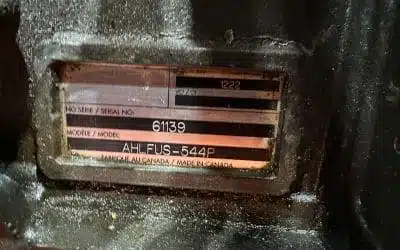 1222
NO SÉRIE / SERIAL NO:
61139
MODÈLE / MODEL:
AHLFUS-544P
FABRIQUÉ AU CANADA / MADE IN CANADA